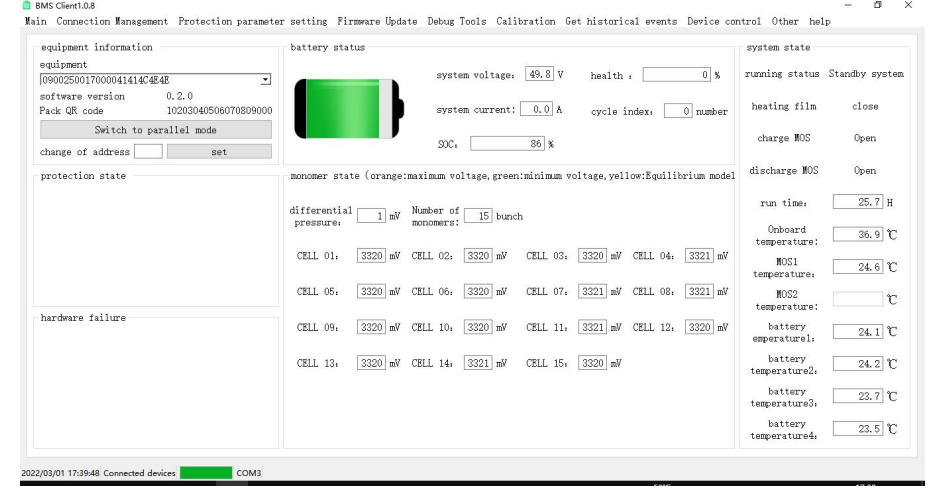 BMS Client1.0.8
Main Connection Management Protection parameter setting Firmware Update Debug Tools Calibration Get historical events Device control Other help
equipment information
equipment
0900250017000041414C4E4E
software version 0.2.0
Pack QR code 10203040506070809000
Switch to parallel mode
change of address set
protection state
hardware failure
battery status
system voltage: 49.8 V health : 0 %
system current: 0.0 A cycle index: 0 number
SOC: 86 %
monomer state (orange:maximum voltage,green:minimum voltage,yellow:Equilibrium model
differential pressure: 1 mV Number of monomers: 15 bunch
CELL 01: 3320 mV CELL 02: 3320 mV CELL 03: 3320 mV CELL 04: 3321 mV
CELL 05: 3320 mV CELL 06: 3320 mV CELL 07: 3321 mV CELL 08: 3321 mV
CELL 09: 3320 mV CELL 10: 3320 mV CELL 11: 3321 mV CELL 12: 3320 mV
CELL 13: 3320 mV CELL 14: 3321 mV CELL 15: 3320 mV
system state
running status Standby system
heating film close
charge MOS Open
discharge MOS Open
run time: 25.7 H
Onboard temperature: 36.9 ℃
MOS1 temperature: 24.6 ℃
MOS2 temperature: ℃
battery emperature1: 24.1 ℃
battery temperature2: 24.2 ℃
battery temperature3: 23.7 ℃
battery temperature4: 23.5 ℃
2022/03/01 17:39:48 Connected devices COM3